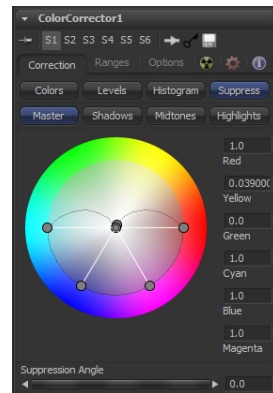 ColorCorrector1
S1 S2 S3 S4 S5 S6
Correction Ranges Options
Colors Levels Histogram Suppress
Master Shadows Midtones Highlights
1.0
Red
0.03900
Yellow
0.0
Green
1.0
Cyan
1.0
Blue
1.0
Magenta
Suppression Angle
0.0